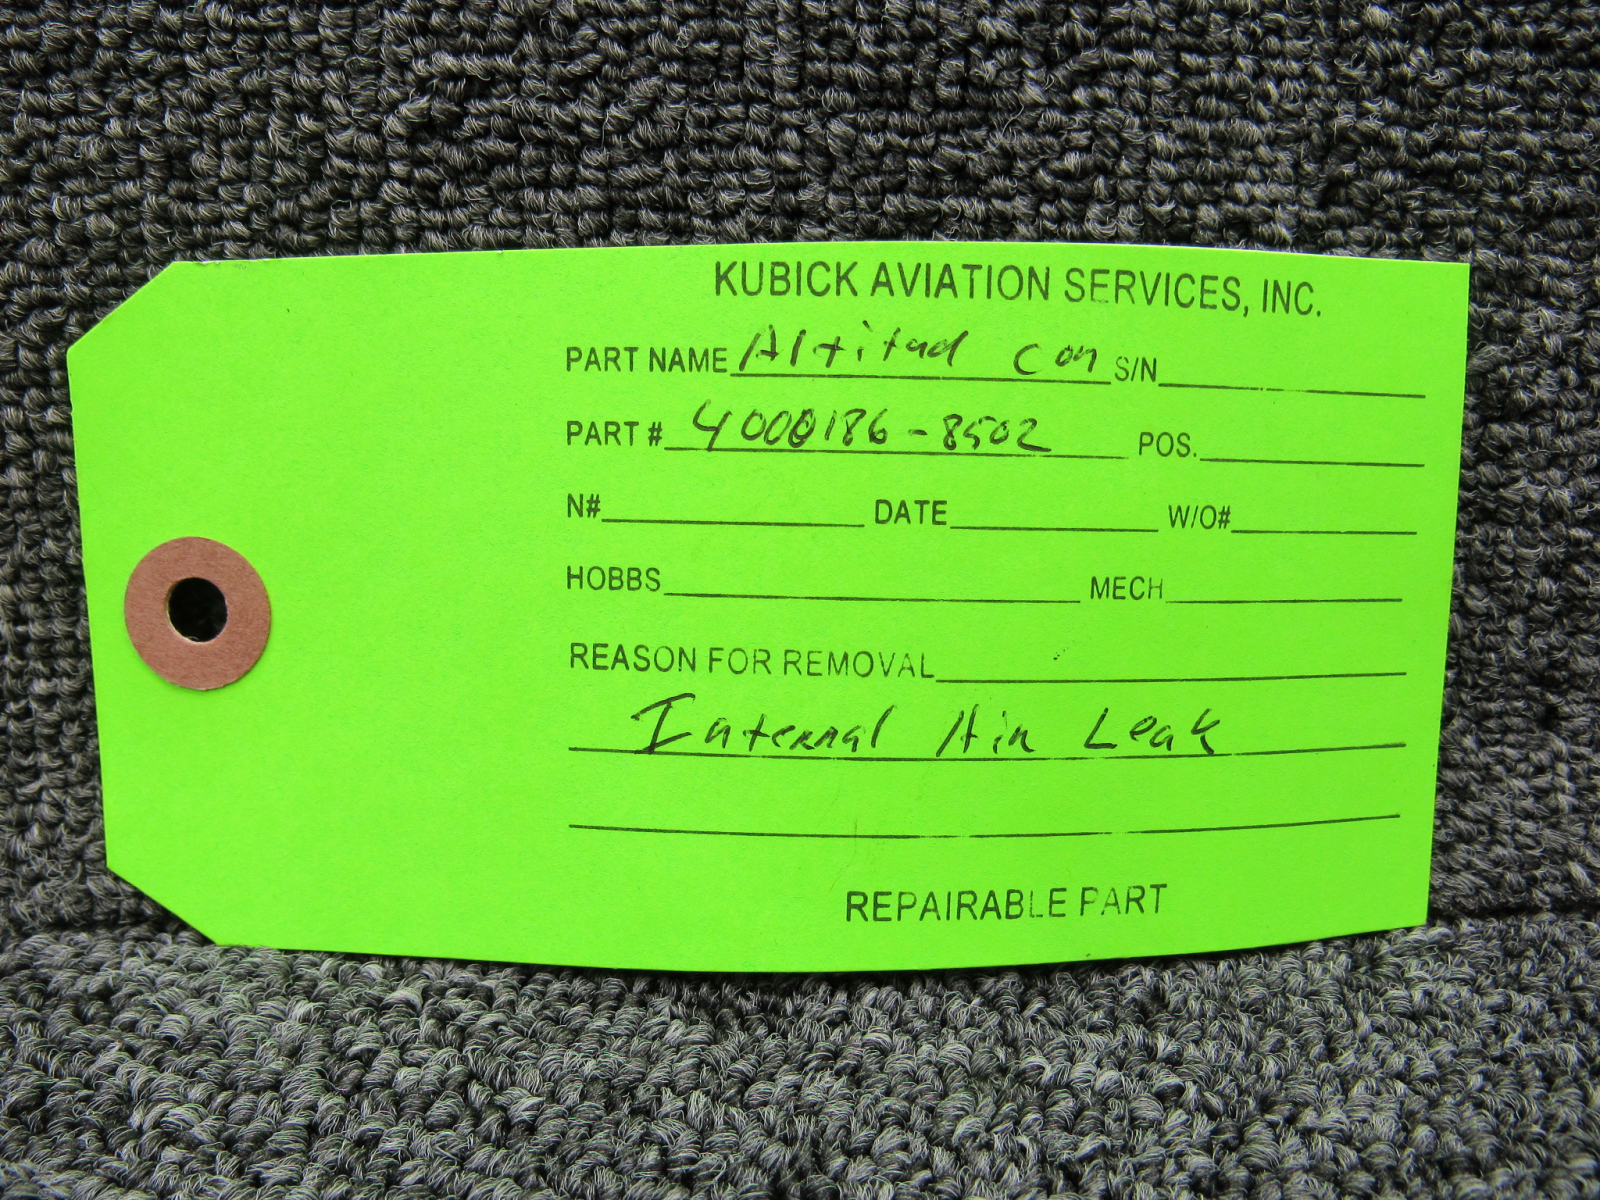 KUBICK AVIATION SERVICES, INC.
PART NAME Altitud Con S/N
PART # 4000186-8502 POS.
N# DATE W/O#
HOBBS MECH
REASON FOR REMOVAL
Internal Air Leak
REPAIRABLE PART